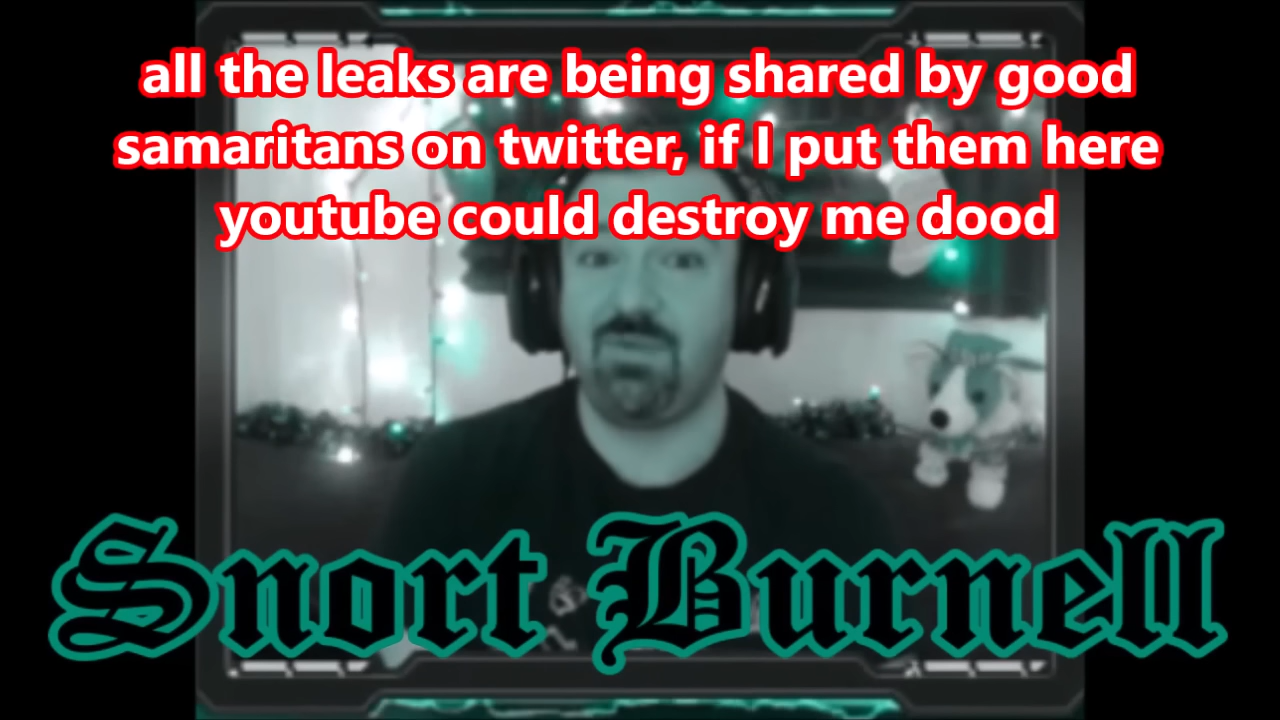 all the leaks are being shared by good
samaritans on twitter, if I put them here
youtube could destroy me dood
Snort Burnell